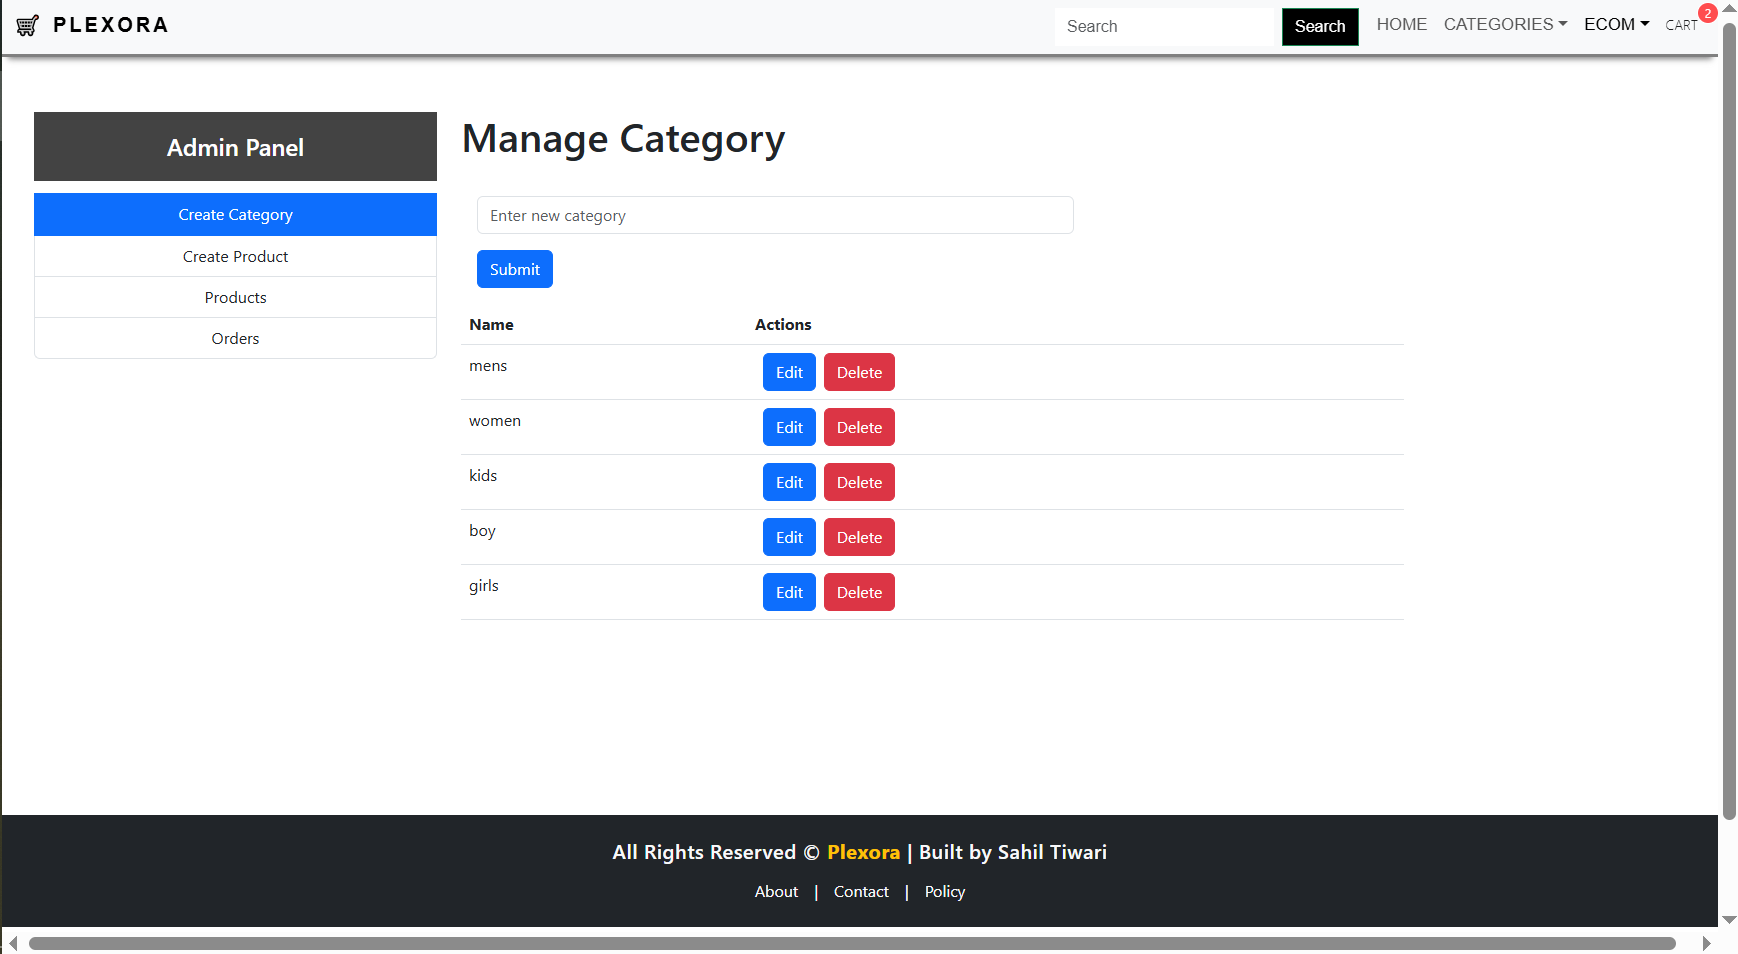 PLEXORA
Search
Search
HOME
CATEGORIES
ECOM
CART
2
Admin Panel
Create Category
Create Product
Products
Orders
Manage Category
Enter new category
Submit
Name Actions
mens Edit Delete
women Edit Delete
kids Edit Delete
boy Edit Delete
girls Edit Delete
All Rights Reserved © Plexora | Built by Sahil Tiwari
About | Contact | Policy